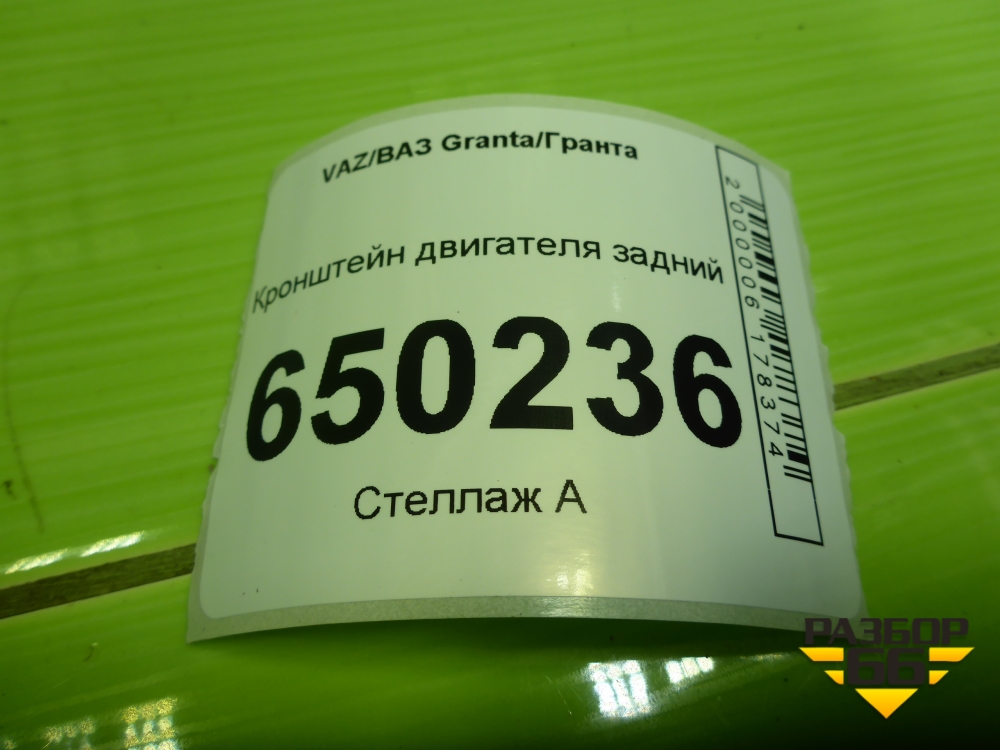 VAZ/ВАЗ Granta/Гранта
Кронштейн двигателя задний
650236
Стеллаж А
2000006178374
РАЗБОР
66